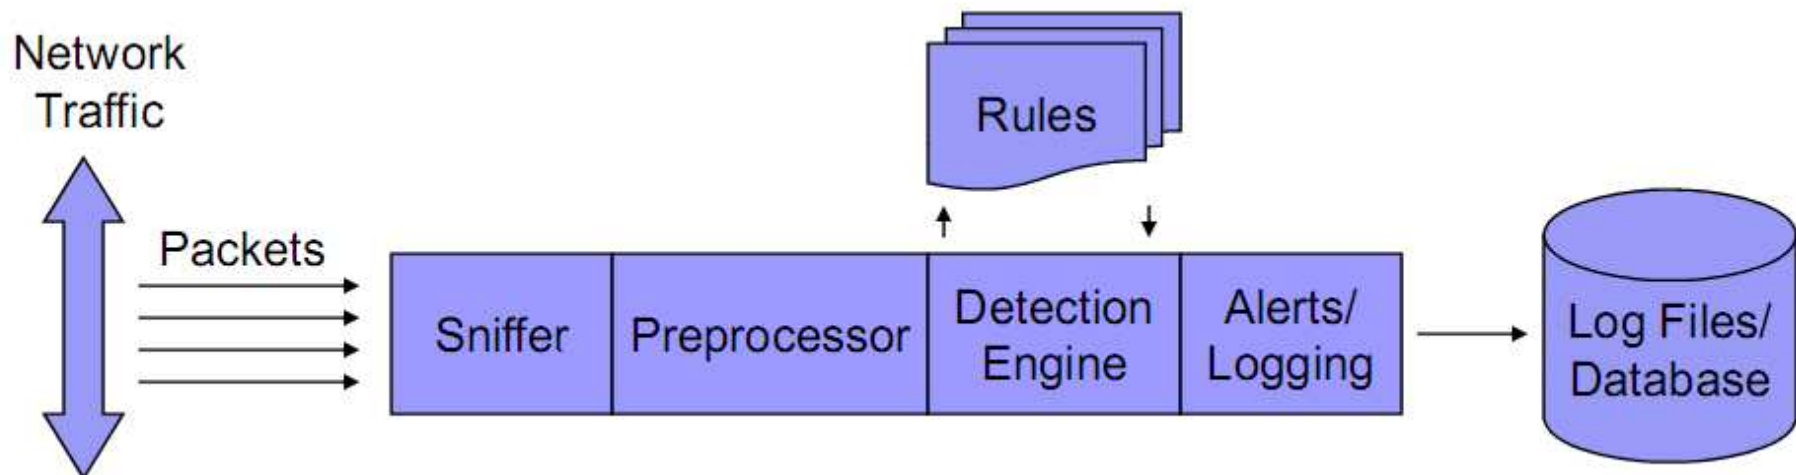 Network
Traffic
Packets
Rules
Sniffer
Preprocessor
Detection
Engine
Alerts/
Logging
Log Files/
Database